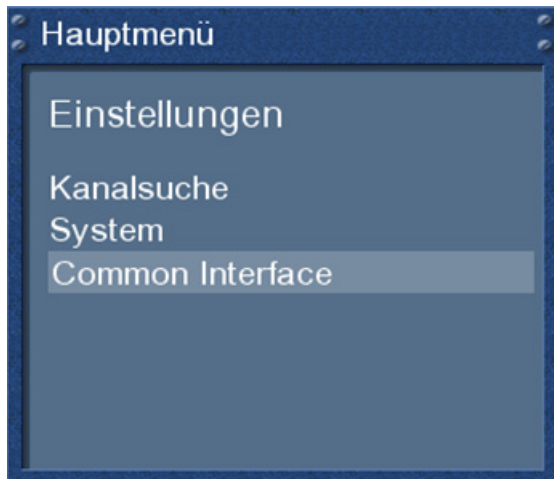 Hauptmenü
Einstellungen
Kanalsuche
System
Common Interface